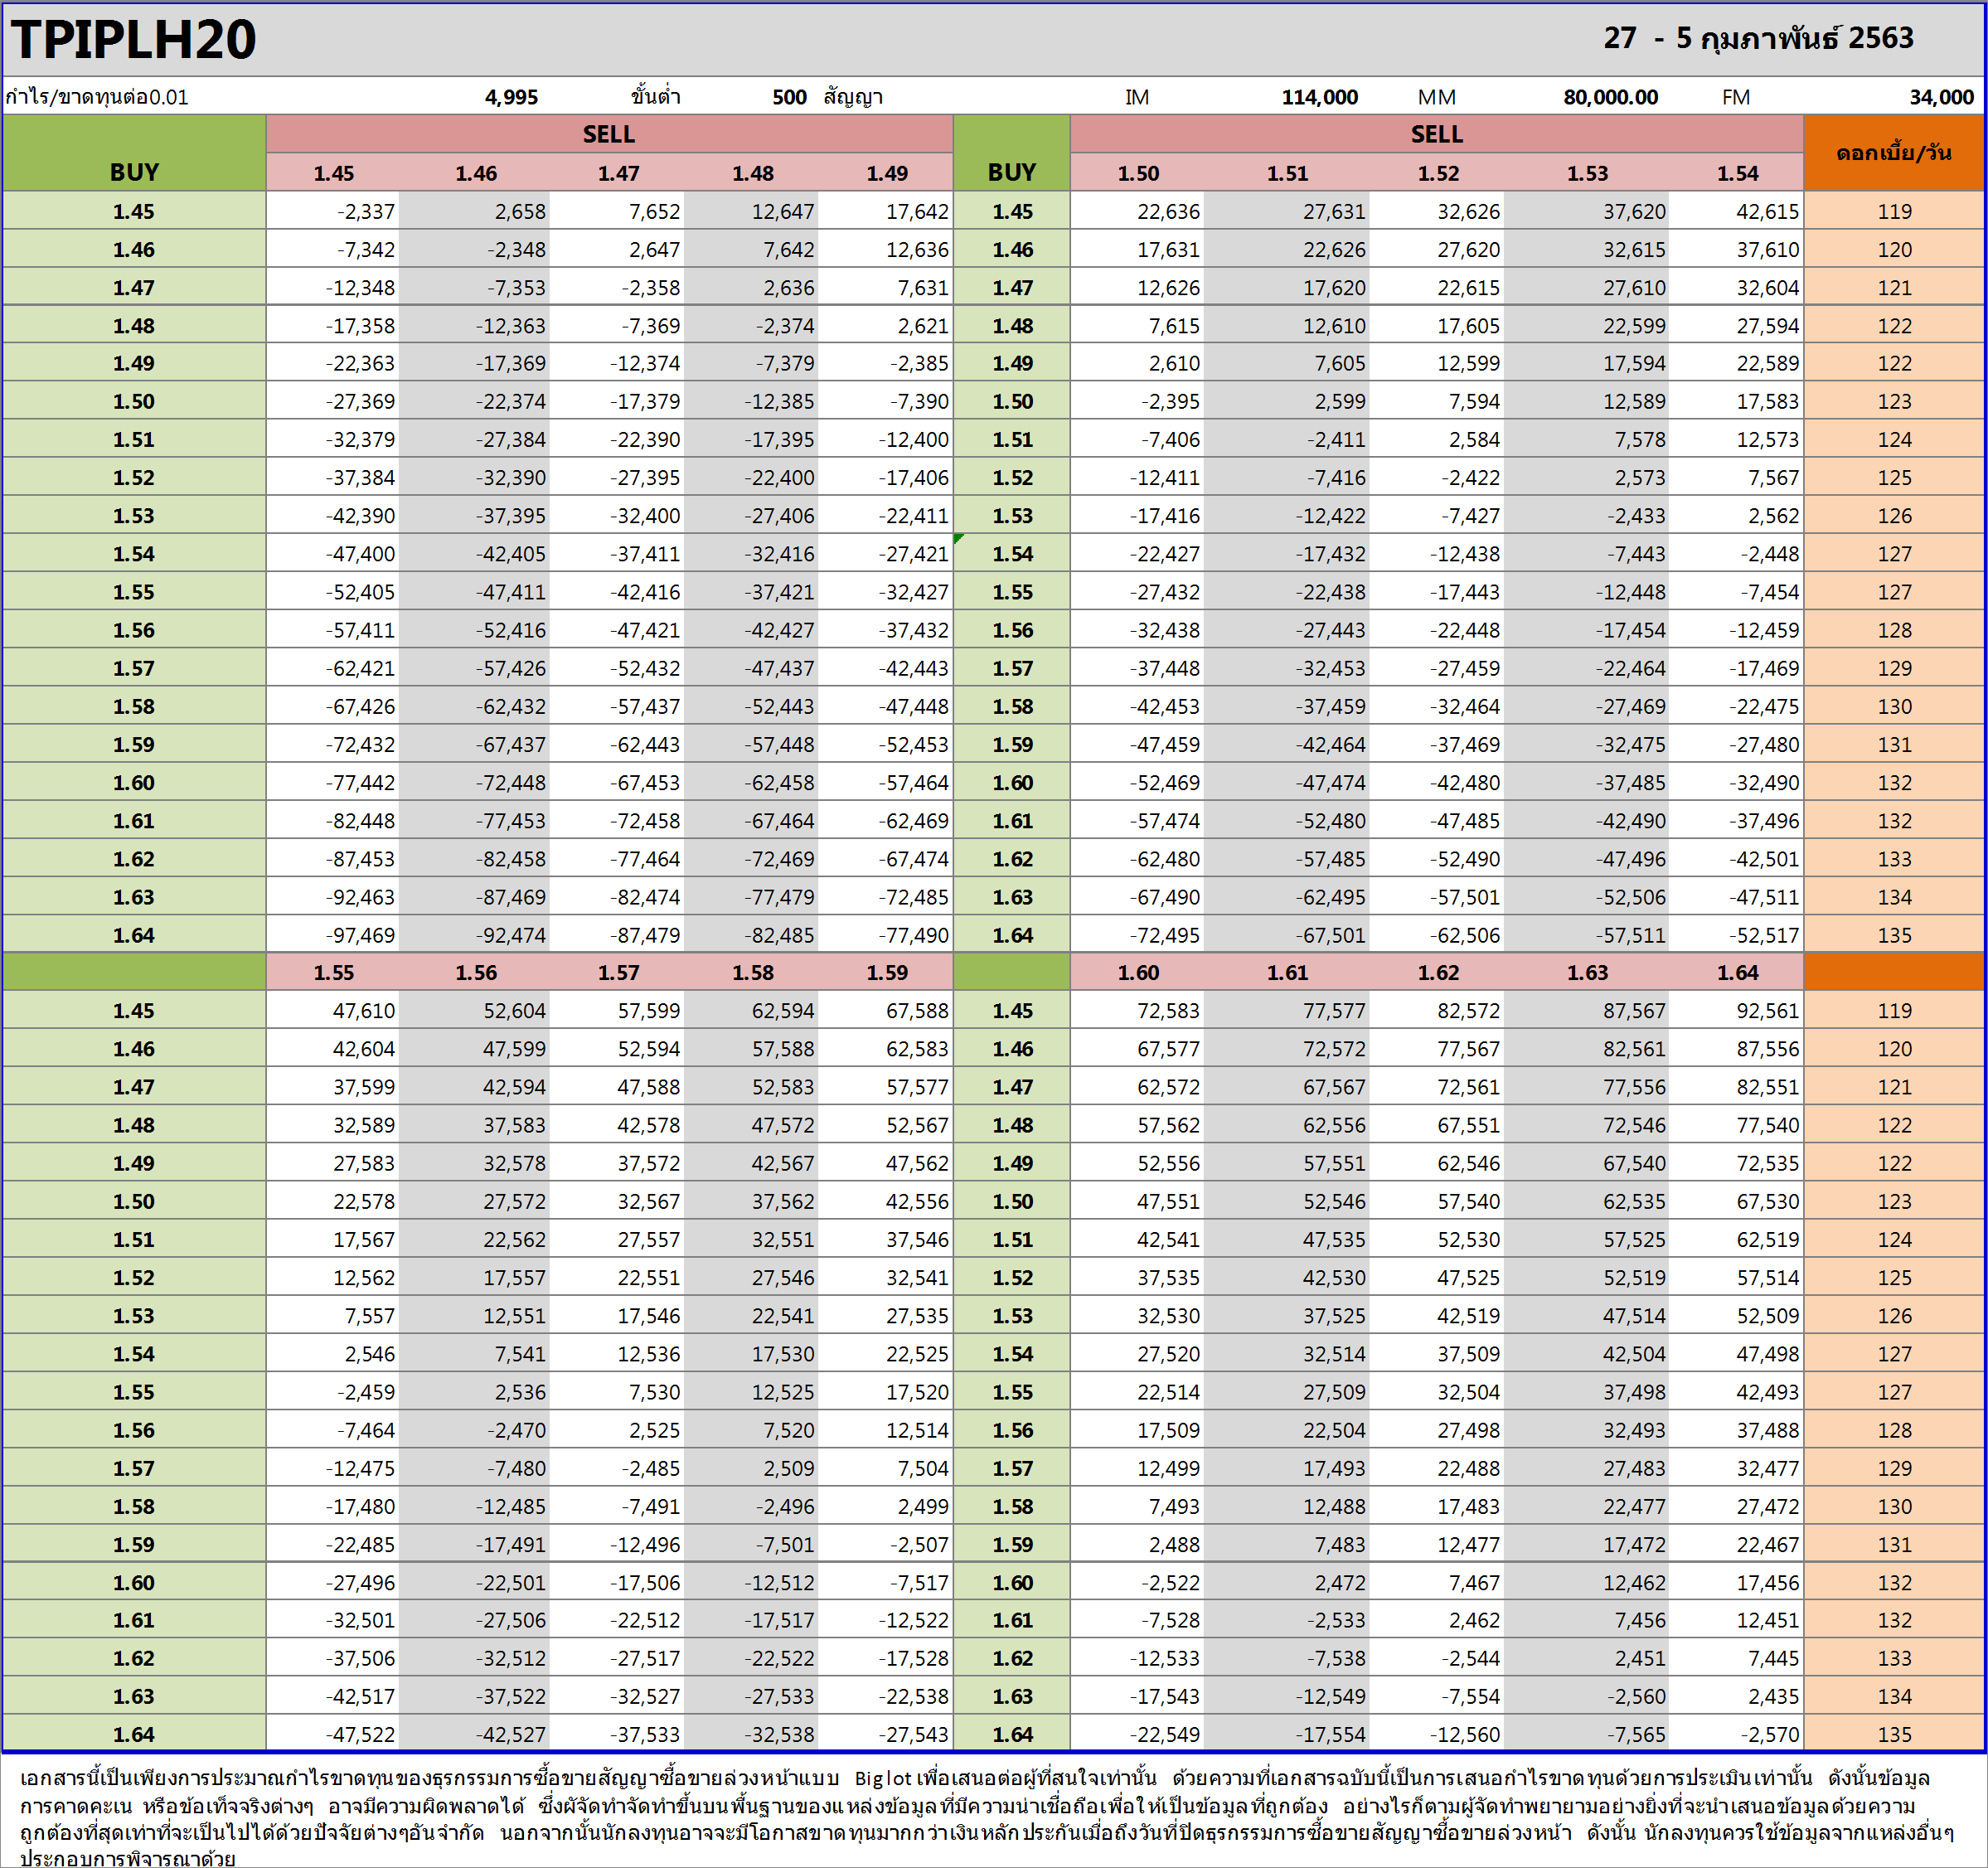 TPIPLH20 27 - 5 กุมภาพันธ์ 2563
กำไร/ขาดทุนต่อ0.01 4,995 ขั้นต่ำ 500 สัญญา IM 114,000 MM 80,000.00 FM 34,000
SELL SELL
BUY 1.45 1.46 1.47 1.48 1.49 BUY 1.50 1.51 1.52 1.53 1.54 ดอกเบี้ย/วัน
1.45 -2,337 2,658 7,652 12,647 17,642 1.45 22,636 27,631 32,626 37,620 42,615 119
1.46 -7,342 -2,348 2,647 7,642 12,636 1.46 17,631 22,626 27,620 32,615 37,610 120
1.47 -12,348 -7,353 -2,358 2,636 7,631 1.47 12,626 17,620 22,615 27,610 32,604 121
1.48 -17,358 -12,363 -7,369 -2,374 2,621 1.48 7,615 12,610 17,605 22,599 27,594 122
1.49 -22,363 -17,369 -12,374 -7,379 -2,385 1.49 2,610 7,605 12,599 17,594 22,589 122
1.50 -27,369 -22,374 -17,379 -12,385 -7,390 1.50 -2,395 2,599 7,594 12,589 17,583 123
1.51 -32,379 -27,384 -22,390 -17,395 -12,400 1.51 -7,406 -2,411 2,584 7,578 12,573 124
1.52 -37,384 -32,390 -27,395 -22,400 -17,406 1.52 -12,411 -7,416 -2,422 2,573 7,567 125
1.53 -42,390 -37,395 -32,400 -27,406 -22,411 1.53 -17,416 -12,422 -7,427 -2,433 2,562 126
1.54 -47,400 -42,405 -37,411 -32,416 -27,421 1.54 -22,427 -17,432 -12,438 -7,443 -2,448 127
1.55 -52,405 -47,411 -42,416 -37,421 -32,427 1.55 -27,432 -22,438 -17,443 -12,448 -7,454 127
1.56 -57,411 -52,416 -47,421 -42,427 -37,432 1.56 -32,438 -27,443 -22,448 -17,454 -12,459 128
1.57 -62,421 -57,426 -52,432 -47,437 -42,443 1.57 -37,448 -32,453 -27,459 -22,464 -17,469 129
1.58 -67,426 -62,432 -57,437 -52,443 -47,448 1.58 -42,453 -37,459 -32,464 -27,469 -22,475 130
1.59 -72,432 -67,437 -62,443 -57,448 -52,453 1.59 -47,459 -42,464 -37,469 -32,475 -27,480 131
1.60 -77,442 -72,448 -67,453 -62,458 -57,464 1.60 -52,469 -47,474 -42,480 -37,485 -32,490 132
1.61 -82,448 -77,453 -72,458 -67,464 -62,469 1.61 -57,474 -52,480 -47,485 -42,490 -37,496 132
1.62 -87,453 -82,458 -77,464 -72,469 -67,474 1.62 -62,480 -57,485 -52,490 -47,496 -42,501 133
1.63 -92,463 -87,469 -82,474 -77,479 -72,485 1.63 -67,490 -62,495 -57,501 -52,506 -47,511 134
1.64 -97,469 -92,474 -87,479 -82,485 -77,490 1.64 -72,495 -67,501 -62,506 -57,511 -52,517 135
1.55 1.56 1.57 1.58 1.59 1.60 1.61 1.62 1.63 1.64
1.45 47,610 52,604 57,599 62,594 67,588 1.45 72,583 77,577 82,572 87,567 92,561 119
1.46 42,604 47,599 52,594 57,588 62,583 1.46 67,577 72,572 77,567 82,561 87,556 120
1.47 37,599 42,594 47,588 52,583 57,577 1.47 62,572 67,567 72,561 77,556 82,551 121
1.48 32,589 37,583 42,578 47,572 52,567 1.48 57,562 62,556 67,551 72,546 77,540 122
1.49 27,583 32,578 37,572 42,567 47,562 1.49 52,556 57,551 62,546 67,540 72,535 122
1.50 22,578 27,572 32,567 37,562 42,556 1.50 47,551 52,546 57,540 62,535 67,530 123
1.51 17,567 22,562 27,557 32,551 37,546 1.51 42,541 47,535 52,530 57,525 62,519 124
1.52 12,562 17,557 22,551 27,546 32,541 1.52 37,535 42,530 47,525 52,519 57,514 125
1.53 7,557 12,551 17,546 22,541 27,535 1.53 32,530 37,525 42,519 47,514 52,509 126
1.54 2,546 7,541 12,536 17,530 22,525 1.54 27,520 32,514 37,509 42,504 47,498 127
1.55 -2,459 2,536 7,530 12,525 17,520 1.55 22,514 27,509 32,504 37,498 42,493 127
1.56 -7,464 -2,470 2,525 7,520 12,514 1.56 17,509 22,504 27,498 32,493 37,488 128
1.57 -12,475 -7,480 -2,485 2,509 7,504 1.57 12,499 17,493 22,488 27,483 32,477 129
1.58 -17,480 -12,485 -7,491 -2,496 2,499 1.58 7,493 12,488 17,483 22,477 27,472 130
1.59 -22,485 -17,491 -12,496 -7,501 -2,507 1.59 2,488 7,483 12,477 17,472 22,467 131
1.60 -27,496 -22,501 -17,506 -12,512 -7,517 1.60 -2,522 2,472 7,467 12,462 17,456 132
1.61 -32,501 -27,506 -22,512 -17,517 -12,522 1.61 -7,528 -2,533 2,462 7,456 12,451 132
1.62 -37,506 -32,512 -27,517 -22,522 -17,528 1.62 -12,533 -7,538 -2,544 2,451 7,445 133
1.63 -42,517 -37,522 -32,527 -27,533 -22,538 1.63 -17,543 -12,549 -7,554 -2,560 2,435 134
1.64 -47,522 -42,527 -37,533 -32,538 -27,543 1.64 -22,549 -17,554 -12,560 -7,565 -2,570 135
เอกสารนี้เป็นเพียงการประมาณกำไรขาดทุนของธุรกรรมการซื้อขายสัญญาซื้อขายล่วงหน้าแบบ Big lot เพื่อเสนอต่อผู้ที่สนใจเท่านั้น ด้วยความที่เอกสารฉบับนี้เป็นการเสนอกำไรขาดทุนด้วยการประเมินเท่านั้น ดังนั้นข้อมูล
การคาดคะเน หรือข้อเท็จจริงต่างๆ อาจมีความผิดพลาดได้ ซึ่งผัจัดทำจัดทำขึ้นบนพื้นฐานของแหล่งข้อมูลที่มีความน่าเชื่อถือเพื่อให้เป็นข้อมูลที่ถูกต้อง อย่างไรก็ตามผู้จัดทำพยายามอย่างยิ่งที่จะนำเสนอข้อมูลด้วยความ
ถูกต้องที่สุดเท่าที่จะเป็นไปได้ด้วยปัจจัยต่างๆอันจำกัด นอกจากนั้นนักลงทุนอาจจะมีโอกาสขาดทุนมากกว่าเงินหลักประกันเมื่อถึงวันที่ปิดธุรกรรมการซื้อขายสัญญาซื้อขายล่วงหน้า ดังนั้น นักลงทุนควรใช้ข้อมูลจากแหล่งอื่นๆ
ประกอบการพิจารณาด้วย